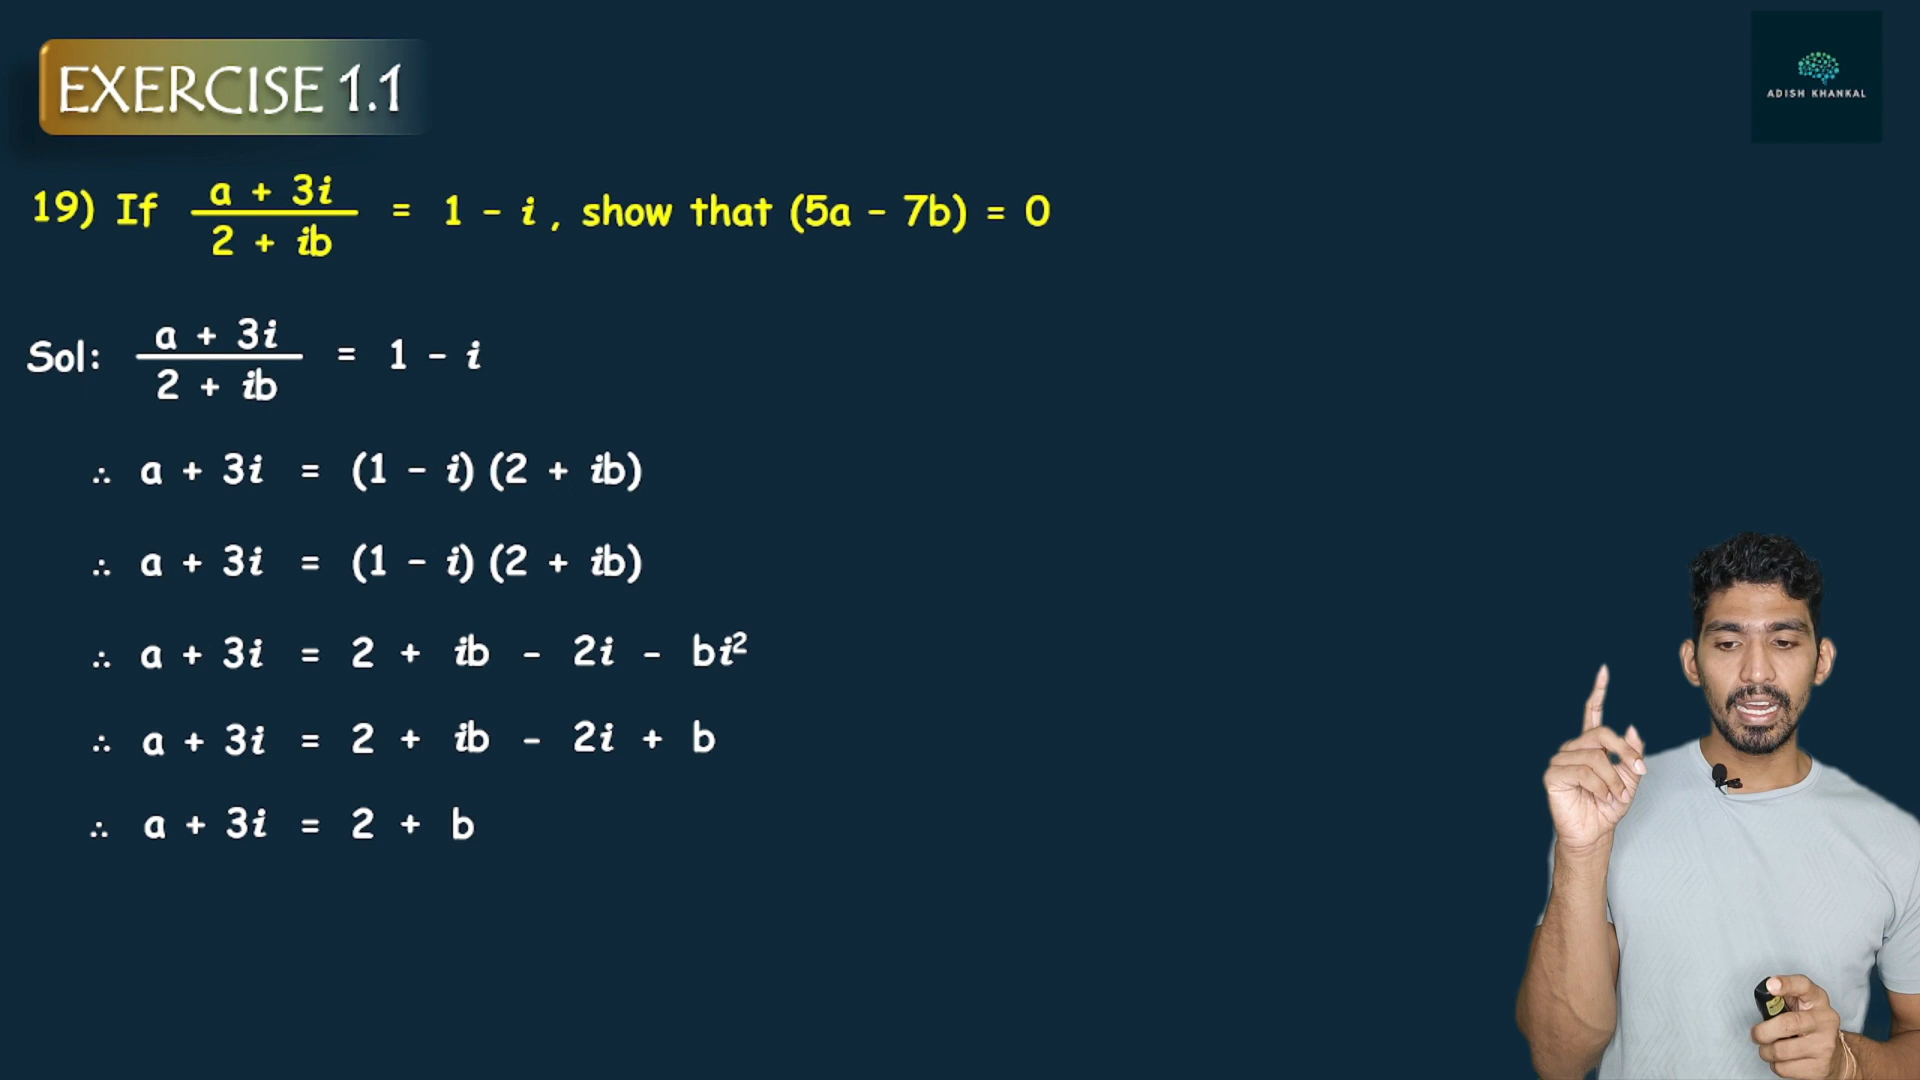 EXERCISE 1.1
ADISH KHANKAL
19) If a + 3i / 2 + ib = 1 - i , show that (5a - 7b) = 0
Sol: a + 3i / 2 + ib = 1 - i
∴ a + 3i = (1 - i) (2 + ib)
∴ a + 3i = (1 - i) (2 + ib)
∴ a + 3i = 2 + ib - 2i - bi²
∴ a + 3i = 2 + ib - 2i + b
∴ a + 3i = 2 + b